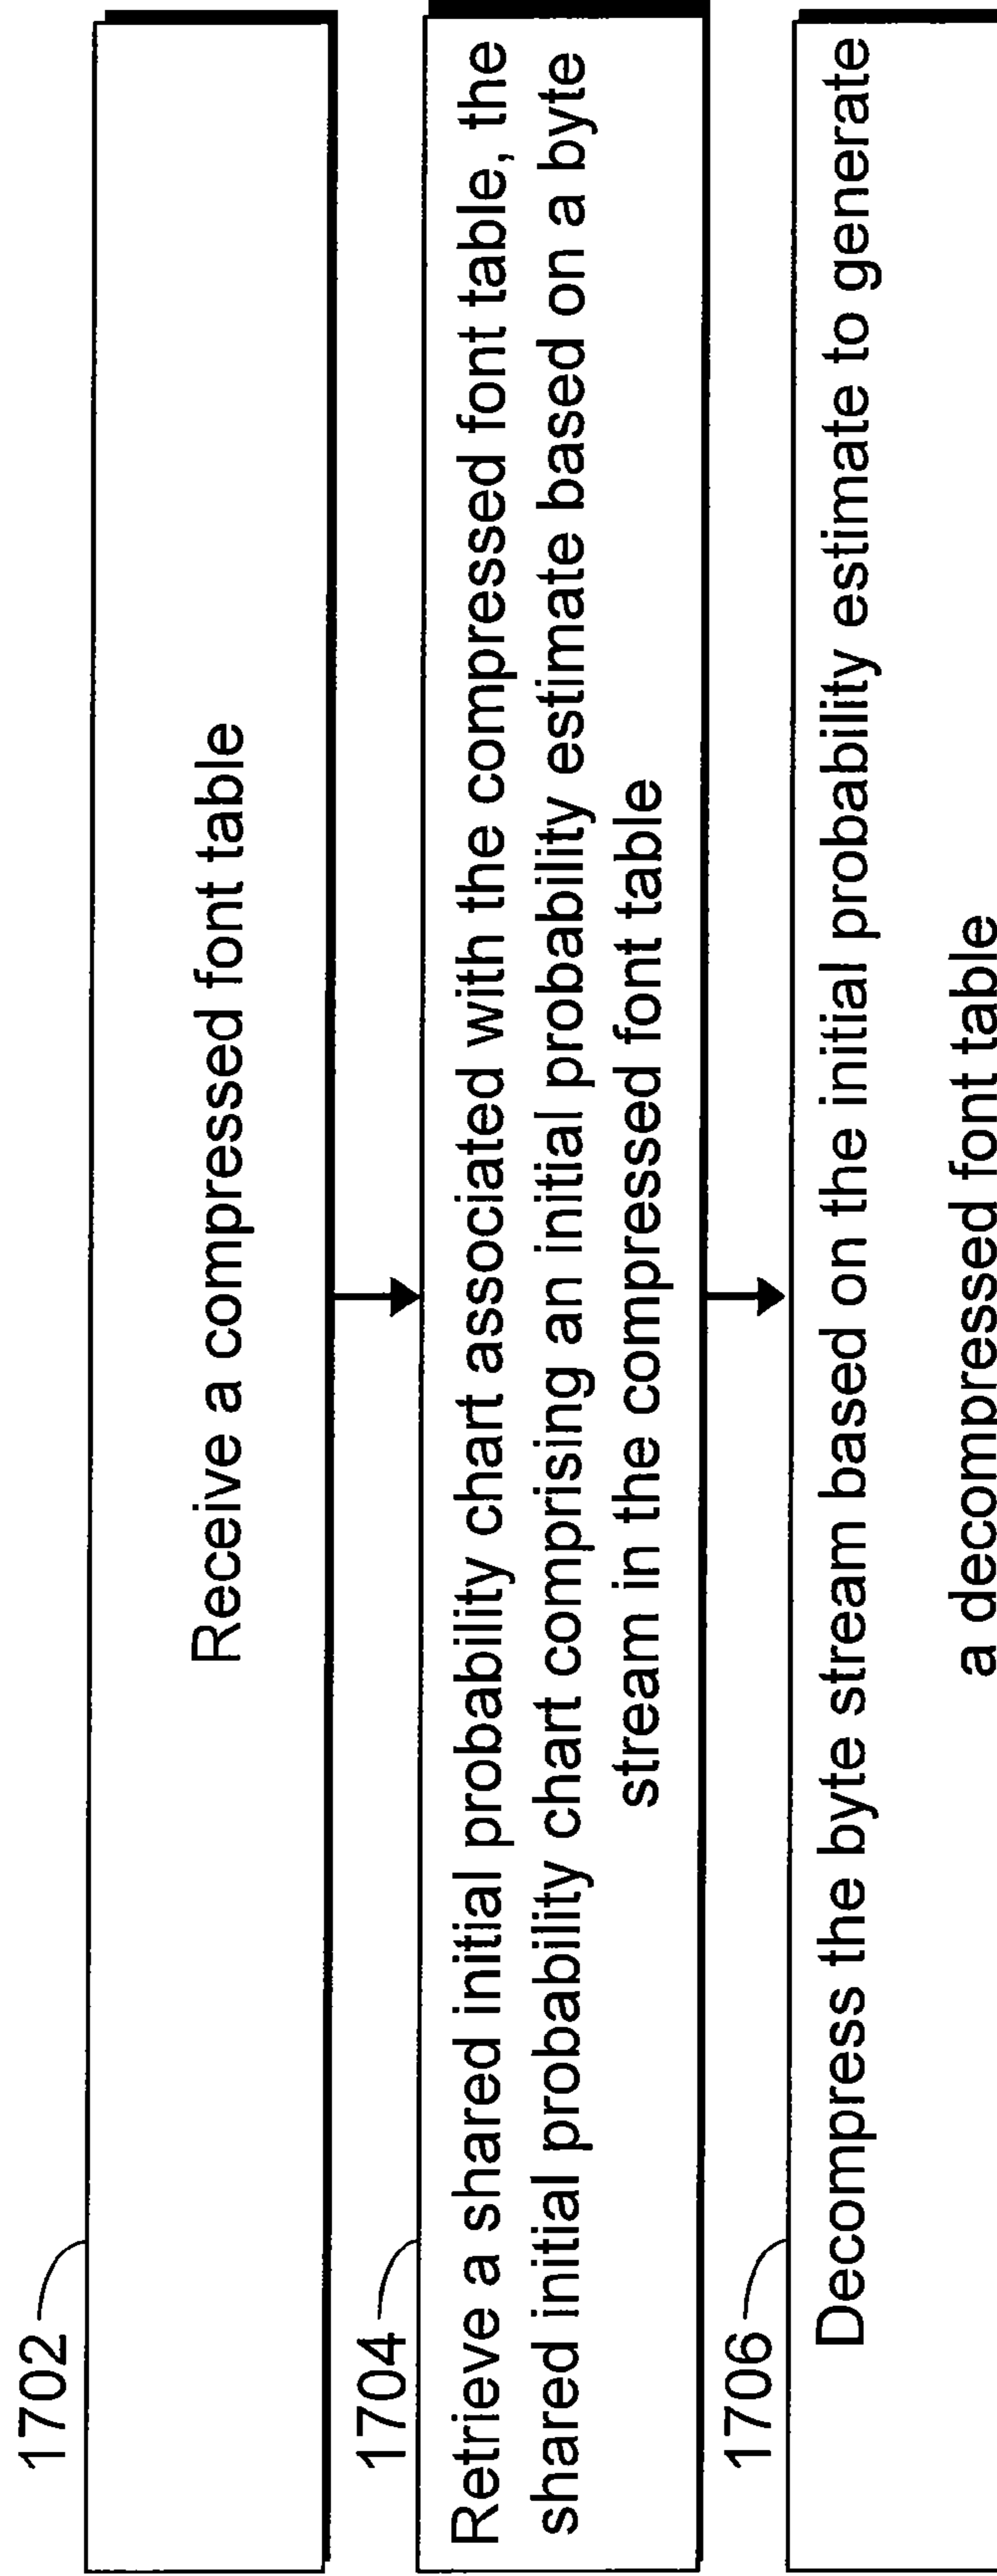 1702
Receive a compressed font table
1704
Retrieve a shared initial probability chart associated with the compressed font table, the
shared initial probability chart comprising an initial probability estimate based on a byte
stream in the compressed font table
1706
Decompress the byte stream based on the initial probability estimate to generate
a decompressed font table